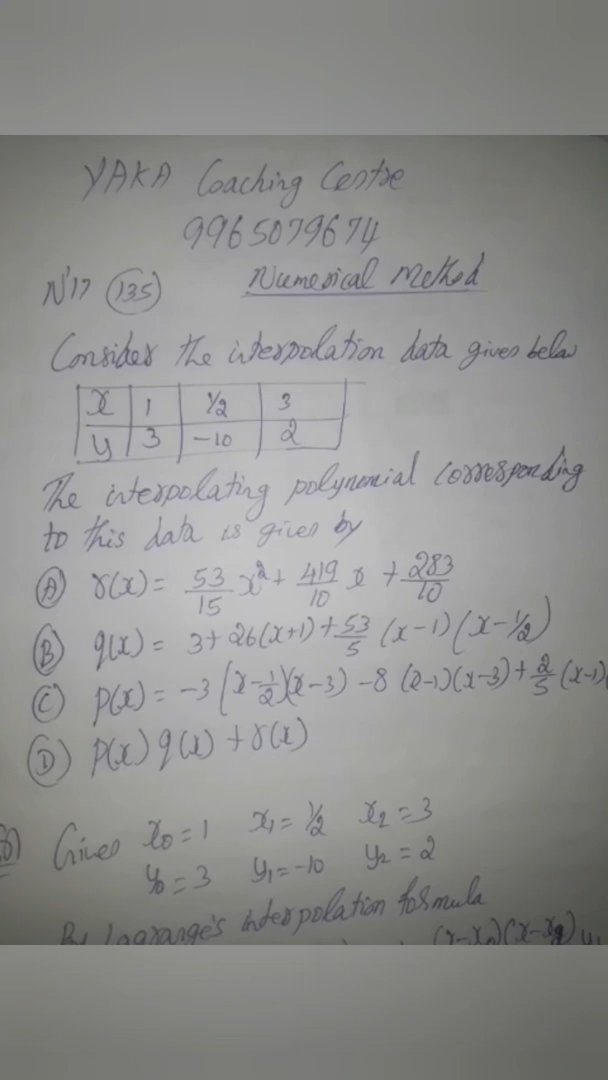 YAKA Coaching Centre
9965079674
N'17 (135) Numerical Method
Consider the interpolation data given below
x 1 1/2 3
y 3 -10 2
The interpolating polynomial corresponding
to this data is given by
(A) r(x) = 53/15 x² + 419/10 x + 283/10
(B) q(x) = 3 + 26(x+1) + 53/5 (x-1)(x-1/2)
(C) p(x) = -3(x-1/2)(x-3) -8(x-1)(x-3) + 2/5 (x-1)
(D) p(x) q(x) + r(x)
Given x₀ = 1 x₁ = 1/2 x₂ = 3
y₀ = 3 y₁ = -10 y₂ = 2
By Lagrange's interpolation formula